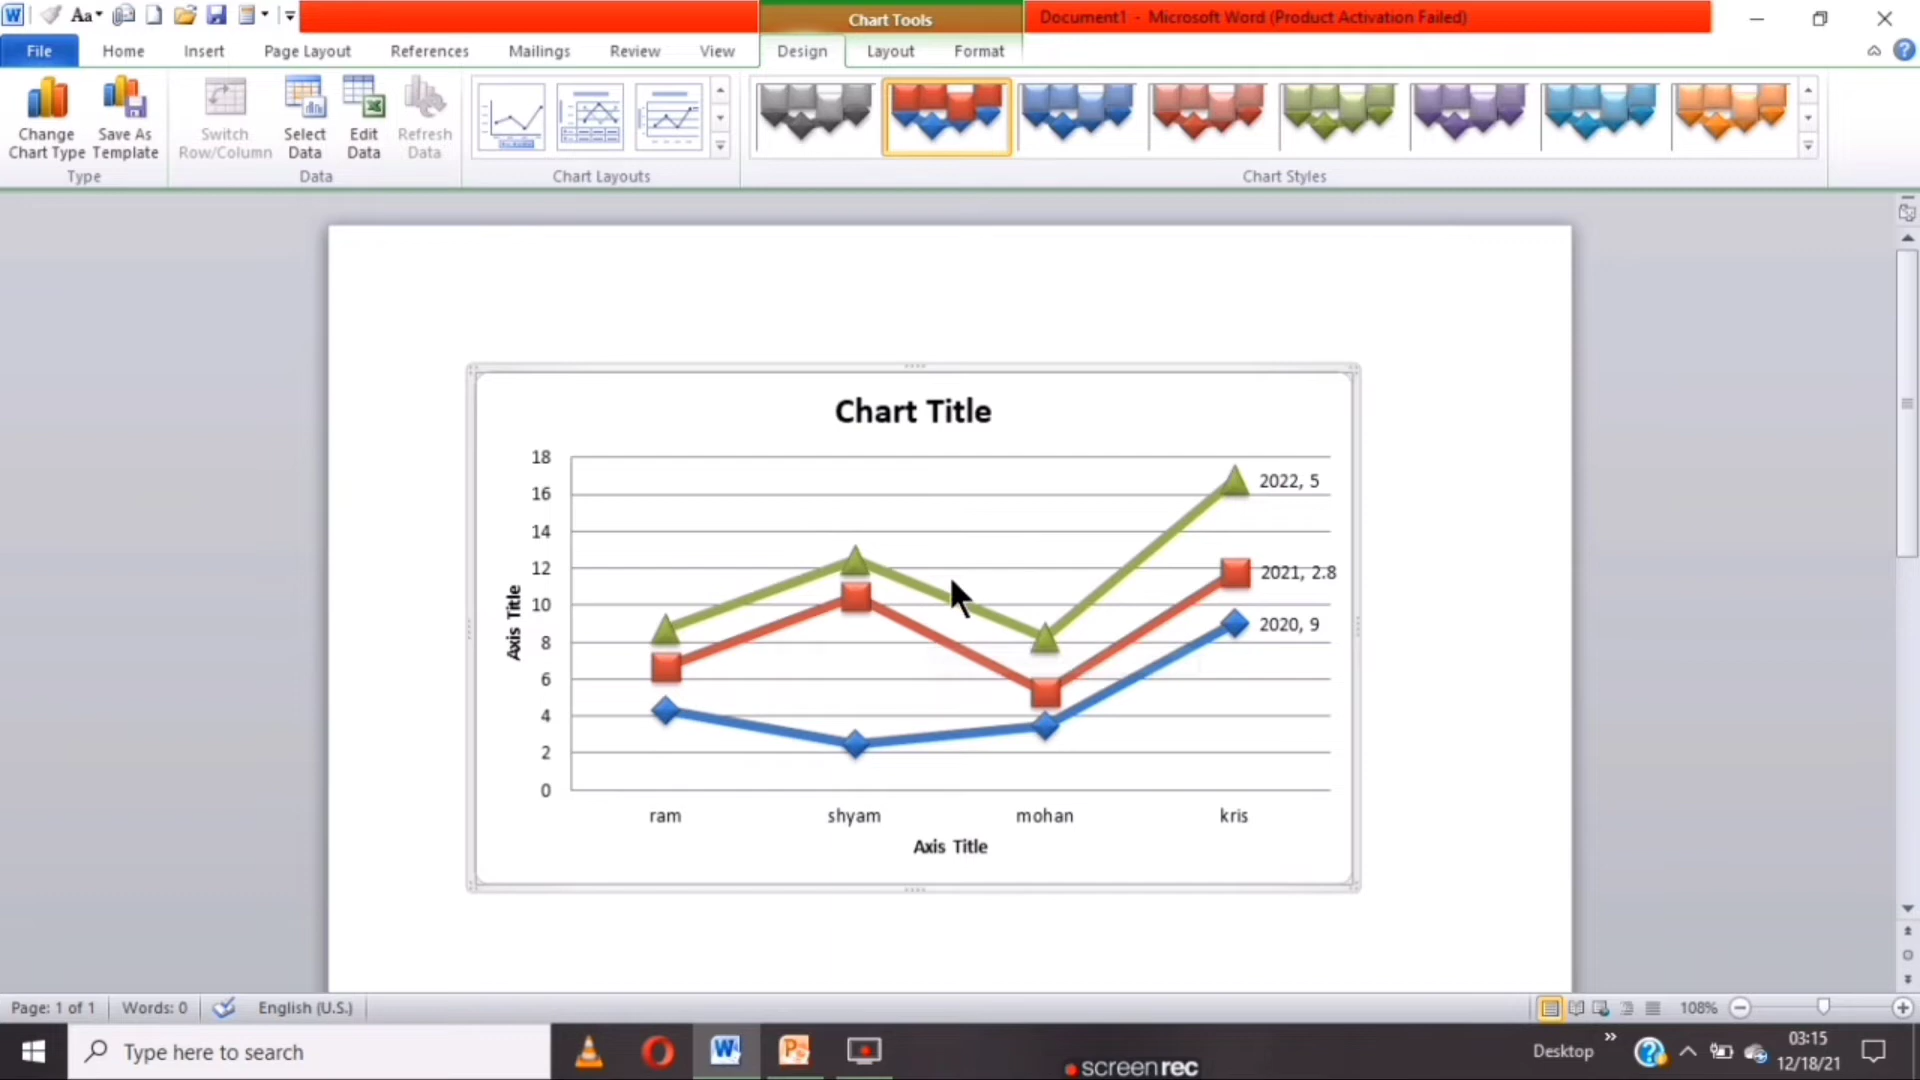 Aa
Chart Tools
Document1 - Microsoft Word (Product Activation Failed)
File Home Insert Page Layout References Mailings Review View Design Layout Format
Change Chart Type
Save As Template
Switch Row/Column
Select Data
Edit Data
Refresh Data
Type Data Chart Layouts Chart Styles
Chart Title
18
16
14
12
10
8
6
4
2
0
Axis Title
2022, 5
2021, 2.8
2020, 9
ram shyam mohan kris
Axis Title
Page: 1 of 1 Words: 0 English (U.S.) 108%
Type here to search
screenrec
Desktop
03:15
12/18/21